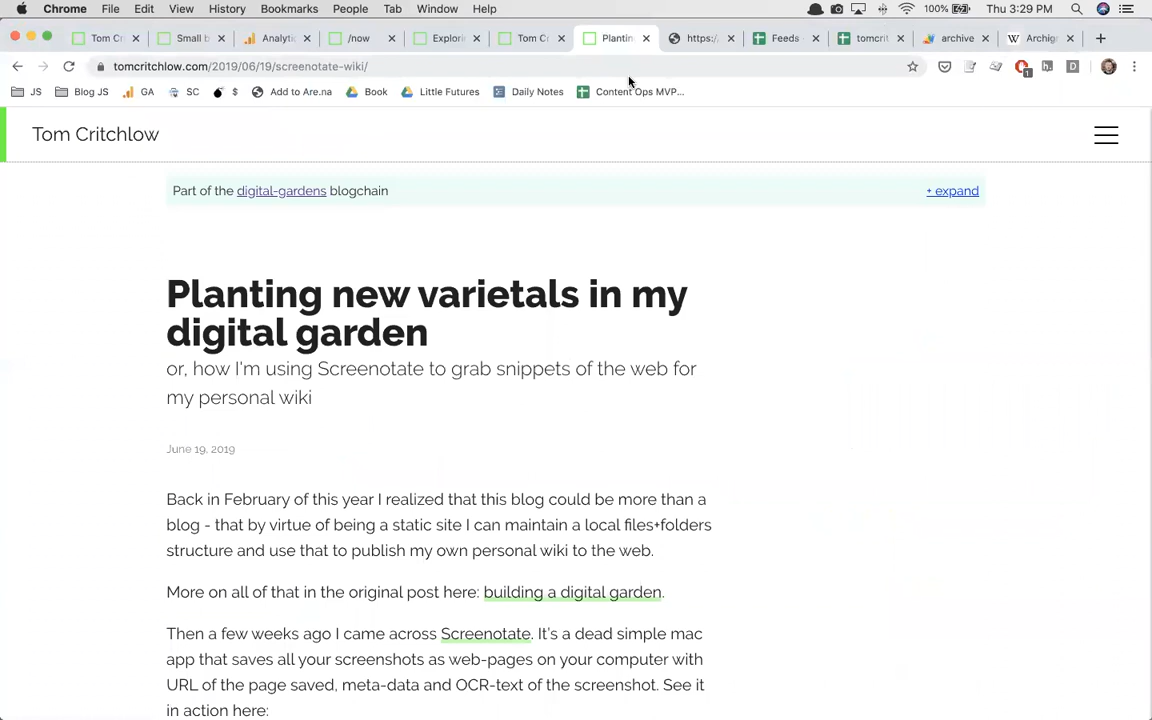 Chrome File Edit View History Bookmarks People Tab Window Help 100% Thu 3:29 PM
Tom Cr Small b Analytic /now Explori Tom Cr Plantin https:/ Feeds - tomcrit archive Archig
tomcritchlow.com/2019/06/19/screenotate-wiki/
JS Blog JS GA SC $ Add to Are.na Book Little Futures Daily Notes Content Ops MVP...
Tom Critchlow
Part of the digital-gardens blogchain + expand
Planting new varietals in my
digital garden
or, how I'm using Screenotate to grab snippets of the web for
my personal wiki
June 19, 2019
Back in February of this year I realized that this blog could be more than a
blog - that by virtue of being a static site I can maintain a local files+folders
structure and use that to publish my own personal wiki to the web.
More on all of that in the original post here: building a digital garden.
Then a few weeks ago I came across Screenotate. It's a dead simple mac
app that saves all your screenshots as web-pages on your computer with
URL of the page saved, meta-data and OCR-text of the screenshot. See it
in action here: